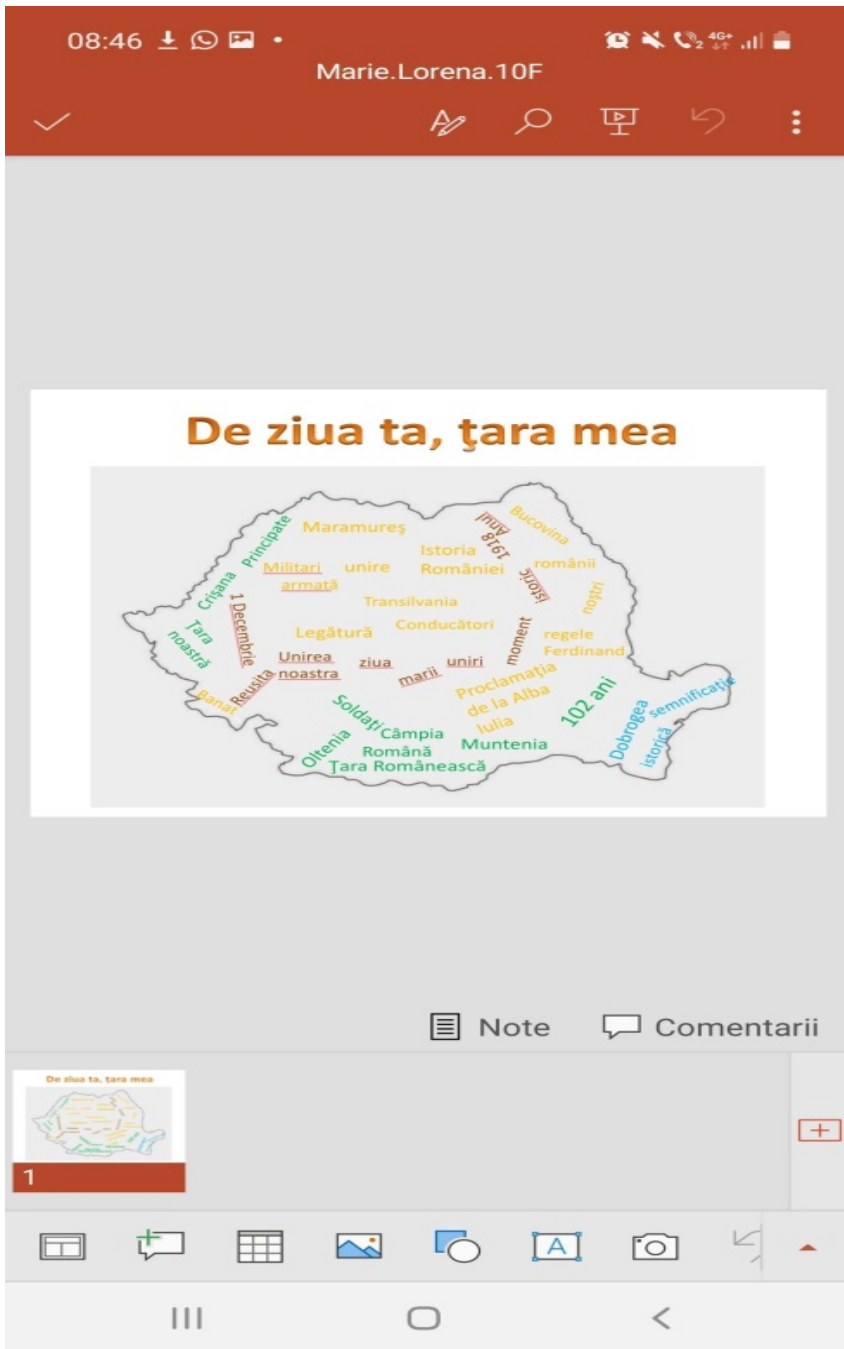 08:46
4G+
2
Marie.Lorena.10F
De ziua ta, ţara mea
Maramureş
Principate
Crişana
Ţara
noastră
Militari
armată
unire
Istoria
României
Anul
1918
istoric
Bucovina
românii
noştri
Transilvania
1 Decembrie
Legătură
Conducători
moment
regele
Ferdinand
Unirea
noastra
ziua
marii
uniri
Reusita
Banat
Proclamaţia
de la Alba
Iulia
Soldaţi
Câmpia
Română
Oltenia
Ţara Românească
Muntenia
102 ani
Dobrogea
istorică
semnificaţie
Note
Comentarii
De ziua ta, ţara mea
1
A